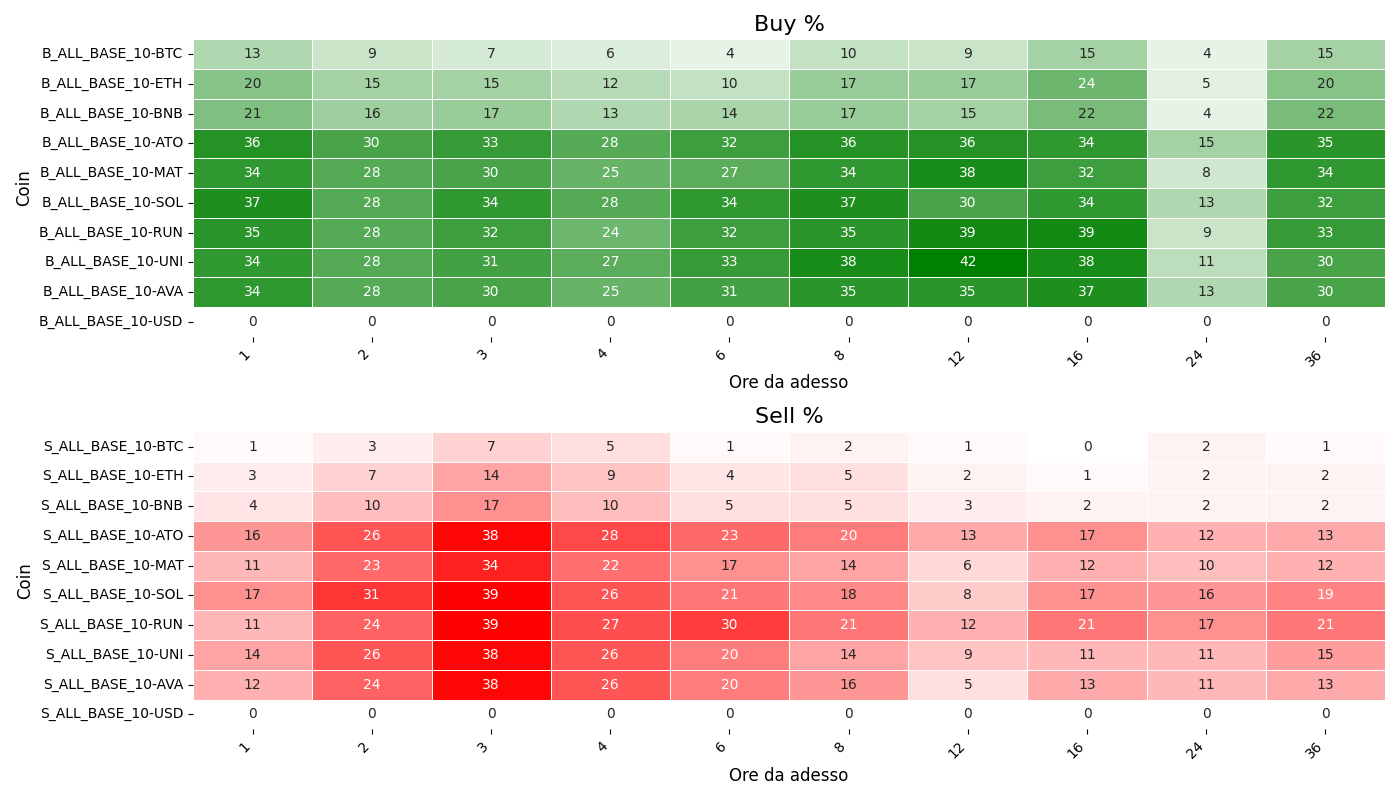 Buy %
B_ALL_BASE_10-BTC 13 9 7 6 4 10 9 15 4 15
B_ALL_BASE_10-ETH 20 15 15 12 10 17 17 24 5 20
B_ALL_BASE_10-BNB 21 16 17 13 14 17 15 22 4 22
B_ALL_BASE_10-ATO 36 30 33 28 32 36 36 34 15 35
B_ALL_BASE_10-MAT 34 28 30 25 27 34 38 32 8 34
B_ALL_BASE_10-SOL 37 28 34 28 34 37 30 34 13 32
B_ALL_BASE_10-RUN 35 28 32 24 32 35 39 39 9 33
B_ALL_BASE_10-UNI 34 28 31 27 33 38 42 38 11 30
B_ALL_BASE_10-AVA 34 28 30 25 31 35 35 37 13 30
B_ALL_BASE_10-USD 0 0 0 0 0 0 0 0 0 0
Coin
1 2 3 4 6 8 12 16 24 36
Ore da adesso
Sell %
S_ALL_BASE_10-BTC 1 3 7 5 1 2 1 0 2 1
S_ALL_BASE_10-ETH 3 7 14 9 4 5 2 1 2 2
S_ALL_BASE_10-BNB 4 10 17 10 5 5 3 2 2 2
S_ALL_BASE_10-ATO 16 26 38 28 23 20 13 17 12 13
S_ALL_BASE_10-MAT 11 23 34 22 17 14 6 12 10 12
S_ALL_BASE_10-SOL 17 31 39 26 21 18 8 17 16 19
S_ALL_BASE_10-RUN 11 24 39 27 30 21 12 21 17 21
S_ALL_BASE_10-UNI 14 26 38 26 20 14 9 11 11 15
S_ALL_BASE_10-AVA 12 24 38 26 20 16 5 13 11 13
S_ALL_BASE_10-USD 0 0 0 0 0 0 0 0 0 0
Coin
1 2 3 4 6 8 12 16 24 36
Ore da adesso